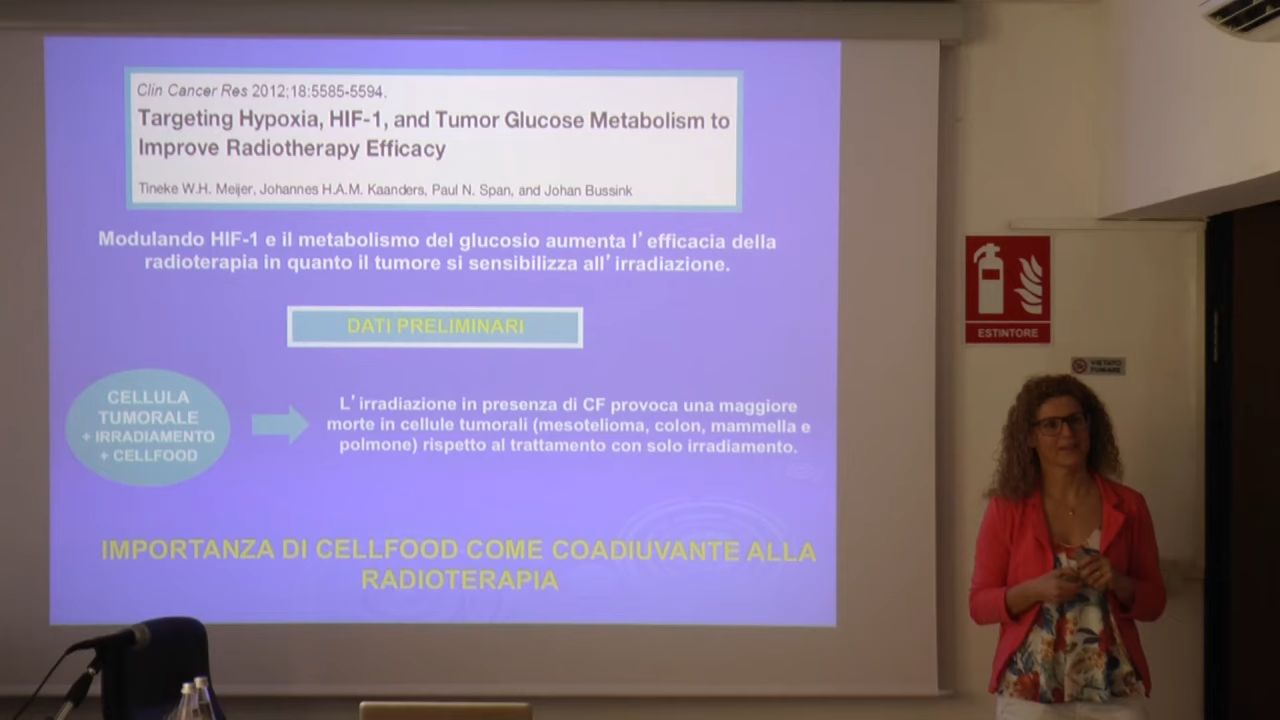 Clin Cancer Res 2012;18:5585-5594.
Targeting Hypoxia, HIF-1, and Tumor Glucose Metabolism to
Improve Radiotherapy Efficacy
Tineke W.H. Meijer, Johannes H.A.M. Kaanders, Paul N. Span, and Johan Bussink
Modulando HIF-1 e il metabolismo del glucosio aumenta l'efficacia della
radioterapia in quanto il tumore si sensibilizza all'irradiazione.
DATI PRELIMINARI
CELLULA
TUMORALE
+ IRRADIAMENTO
+ CELLFOOD
L'irradiazione in presenza di CF provoca una maggiore
morte in cellule tumorali (mesotelioma, colon, mammella e
polmone) rispetto al trattamento con solo irradiamento.
IMPORTANZA DI CELLFOOD COME COADIUVANTE ALLA
RADIOTERAPIA
ESTINTORE
VIETATO
FUMARE